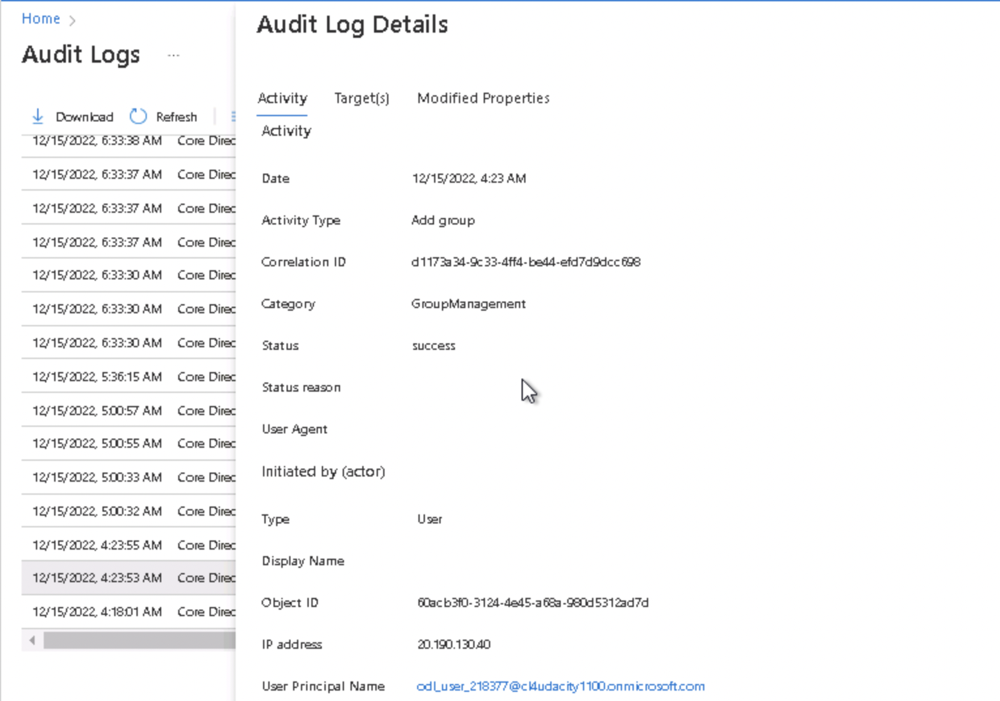 Home >
Audit Logs ...
Download Refresh
12/15/2022, 6:33:38 AM Core Direc
12/15/2022, 6:33:37 AM Core Direc
12/15/2022, 6:33:37 AM Core Direc
12/15/2022, 6:33:37 AM Core Direc
12/15/2022, 6:33:30 AM Core Direc
12/15/2022, 6:33:30 AM Core Direc
12/15/2022, 6:33:30 AM Core Direc
12/15/2022, 5:36:15 AM Core Direc
12/15/2022, 5:00:57 AM Core Direc
12/15/2022, 5:00:55 AM Core Direc
12/15/2022, 5:00:33 AM Core Direc
12/15/2022, 5:00:32 AM Core Direc
12/15/2022, 4:23:55 AM Core Direc
12/15/2022, 4:23:53 AM Core Direc
12/15/2022, 4:18:01 AM Core Direc
Audit Log Details
Activity Target(s) Modified Properties
Activity
Date 12/15/2022, 4:23 AM
Activity Type Add group
Correlation ID d1173a34-9c33-4ff4-be44-efd7d9dcc698
Category GroupManagement
Status success
Status reason
User Agent
Initiated by (actor)
Type User
Display Name
Object ID 60acb3f0-3124-4e45-a68a-980d5312ad7d
IP address 20.190.130.40
User Principal Name odl_user_218377@cl4udacity1100.onmicrosoft.com